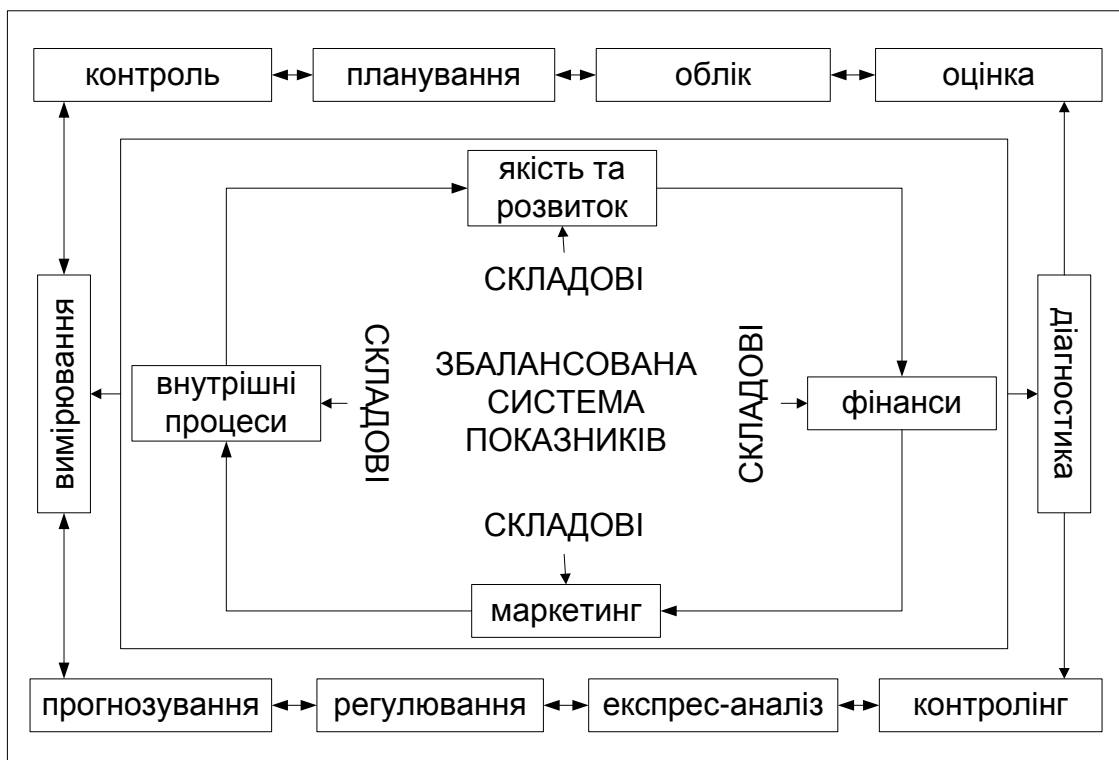 контроль
планування
облік
оцінка
якість та
розвиток
СКЛАДОВІ
вимірювання
внутрішні
процеси
СКЛАДОВІ
ЗБАЛАНСОВАНА
СИСТЕМА
ПОКАЗНИКІВ
СКЛАДОВІ
фінанси
діагностика
СКЛАДОВІ
маркетинг
прогнозування
регулювання
експрес-аналіз
контролінг